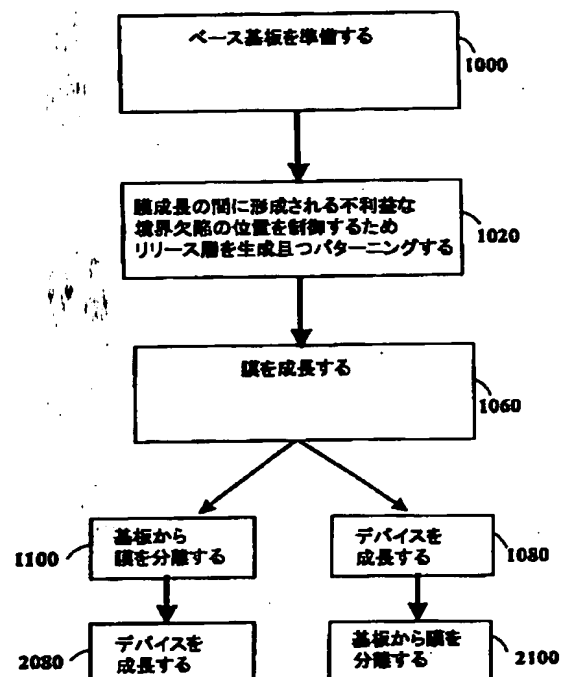 ベース基板を準備する
1000
膜成長の間に形成される不利益な
境界欠陥の位置を制御するため
リリース層を生成且つパターニングする
1020
膜を成長する
1060
基板から
膜を分離する
1100
デバイスを
成長する
1080
デバイスを
成長する
2080
基板から膜を
分離する
2100